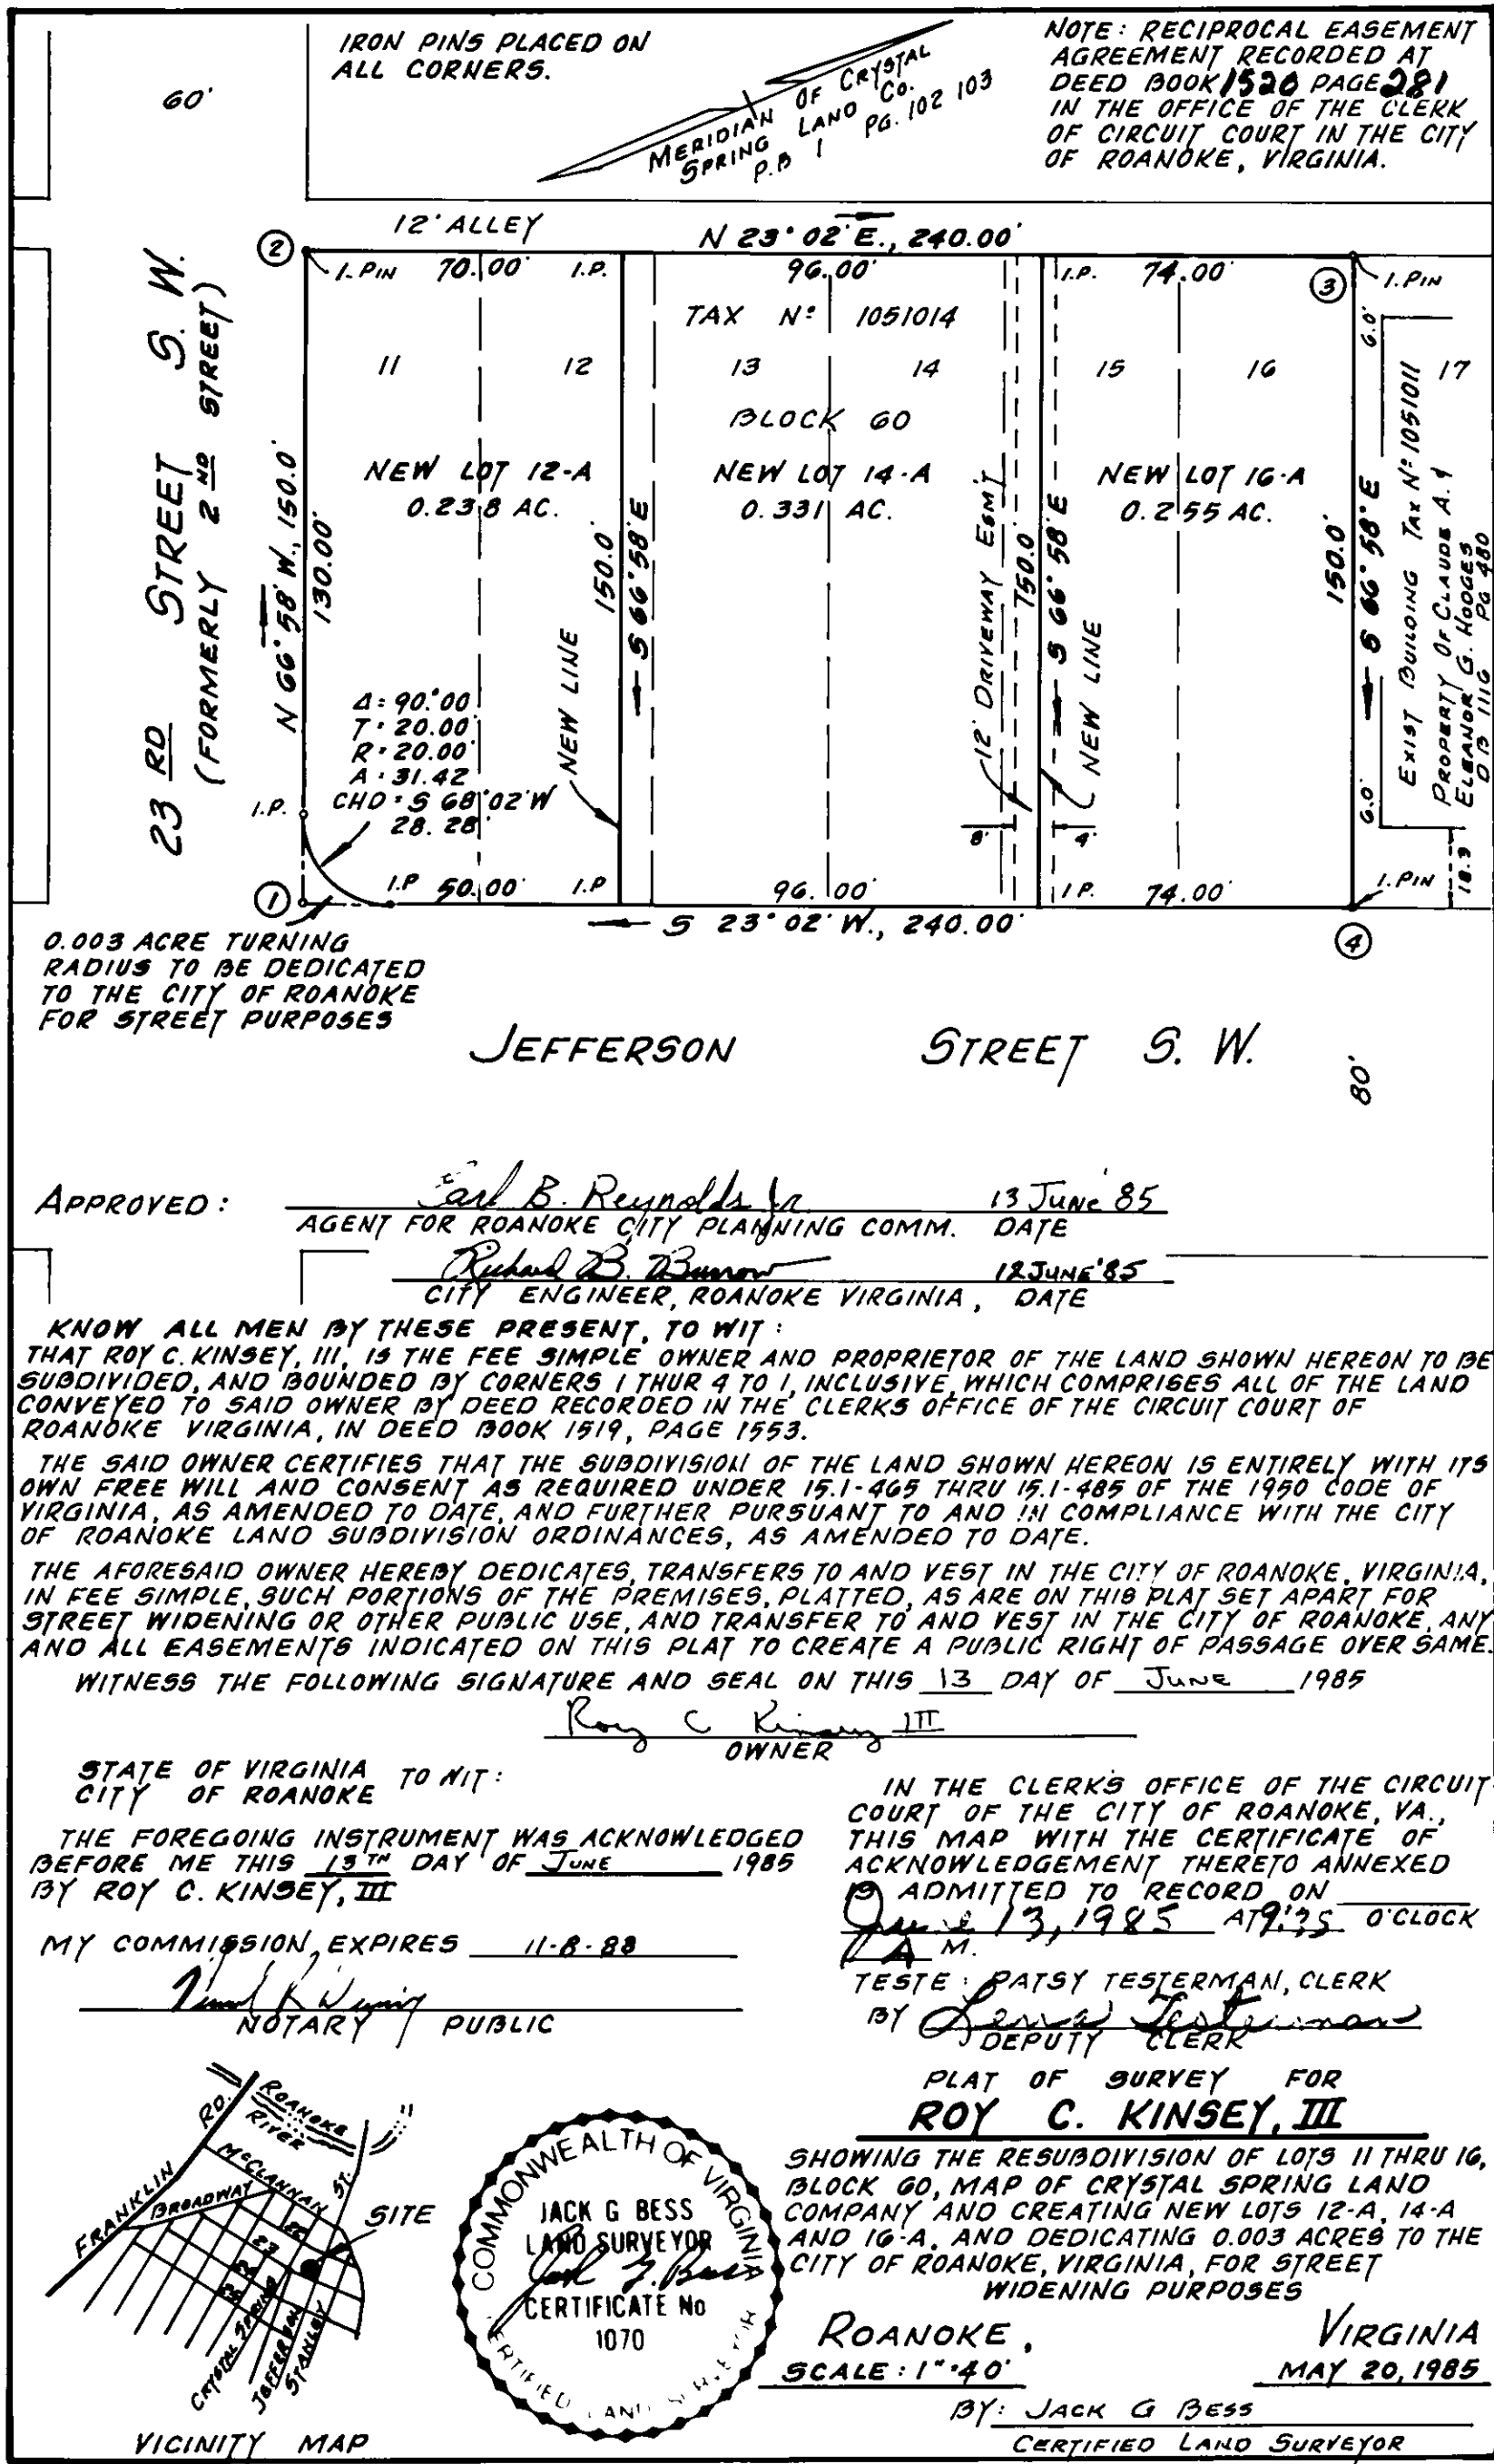 IRON PINS PLACED ON
ALL CORNERS.
60'
MERIDIAN OF CRYSTAL
SPRING LAND CO.
P.B 1 PG. 102 103
NOTE: RECIPROCAL EASEMENT
AGREEMENT RECORDED AT
DEED BOOK 1520 PAGE 281
IN THE OFFICE OF THE CLERK
OF CIRCUIT COURT IN THE CITY
OF ROANOKE, VIRGINIA.
12' ALLEY
N 23° 02' E., 240.00'
2
I. PIN 70.00' I.P. 96.00' I.P. 74.00' 3 I. PIN
TAX Nº 1051014
11 12 13 14 15 16 17
BLOCK 60
NEW LOT 12-A
0.238 AC.
NEW LOT 14-A
0.331 AC.
NEW LOT 16-A
0.255 AC.
23 RD STREET S. W.
(FORMERLY 2 ND STREET)
N 66° 58' W., 150.0'
130.00'
150.0'
S 66° 58' E
NEW LINE
12' DRIVEWAY ESMT
150.0'
S 66° 58' E
NEW LINE
150.0'
S 66° 58' E
6.0'
6.0'
EXIST BUILDING TAX Nº 1051011
PROPERTY OF CLAUDE A. &
ELEANOR G. HODGES
D B 1116 PG 480
18.3
Δ = 90°00'
T = 20.00'
R = 20.00'
A = 31.42'
CHD = S 68°02' W
28.28'
8' 4'
I.P.
1 I.P 50.00' I.P 96.00' I.P. 74.00' I. PIN
S 23° 02' W., 240.00'
4
0.003 ACRE TURNING
RADIUS TO BE DEDICATED
TO THE CITY OF ROANOKE
FOR STREET PURPOSES
JEFFERSON STREET S. W.
80'
APPROVED: Earl B. Reynolds Jr. 13 June '85
AGENT FOR ROANOKE CITY PLANNING COMM. DATE
Richard B. Burrow 12 JUNE '85
CITY ENGINEER, ROANOKE VIRGINIA, DATE
KNOW ALL MEN BY THESE PRESENT, TO WIT:
THAT ROY C. KINSEY, III, IS THE FEE SIMPLE OWNER AND PROPRIETOR OF THE LAND SHOWN HEREON TO BE
SUBDIVIDED, AND BOUNDED BY CORNERS 1 THUR 4 TO 1, INCLUSIVE, WHICH COMPRISES ALL OF THE LAND
CONVEYED TO SAID OWNER BY DEED RECORDED IN THE CLERKS OFFICE OF THE CIRCUIT COURT OF
ROANOKE VIRGINIA, IN DEED BOOK 1519, PAGE 1553.
THE SAID OWNER CERTIFIES THAT THE SUBDIVISION OF THE LAND SHOWN HEREON IS ENTIRELY WITH ITS
OWN FREE WILL AND CONSENT AS REQUIRED UNDER 15.1-465 THRU 15.1-485 OF THE 1950 CODE OF
VIRGINIA, AS AMENDED TO DATE, AND FURTHER PURSUANT TO AND IN COMPLIANCE WITH THE CITY
OF ROANOKE LAND SUBDIVISION ORDINANCES, AS AMENDED TO DATE.
THE AFORESAID OWNER HEREBY DEDICATES, TRANSFERS TO AND VEST IN THE CITY OF ROANOKE, VIRGINIA,
IN FEE SIMPLE, SUCH PORTIONS OF THE PREMISES, PLATTED, AS ARE ON THIS PLAT SET APART FOR
STREET WIDENING OR OTHER PUBLIC USE, AND TRANSFER TO AND VEST IN THE CITY OF ROANOKE, ANY
AND ALL EASEMENTS INDICATED ON THIS PLAT TO CREATE A PUBLIC RIGHT OF PASSAGE OVER SAME.
WITNESS THE FOLLOWING SIGNATURE AND SEAL ON THIS 13 DAY OF JUNE 1985
Roy C Kinsey III
OWNER
STATE OF VIRGINIA
CITY OF ROANOKE TO WIT:
THE FOREGOING INSTRUMENT WAS ACKNOWLEDGED
BEFORE ME THIS 13TH DAY OF JUNE 1985
BY ROY C. KINSEY, III
MY COMMISSION EXPIRES 11-8-88
NOTARY PUBLIC
IN THE CLERK'S OFFICE OF THE CIRCUIT
COURT OF THE CITY OF ROANOKE, VA.,
THIS MAP WITH THE CERTIFICATE OF
ACKNOWLEDGEMENT THERETO ANNEXED
IS ADMITTED TO RECORD ON
June 13, 1985 AT 9:35 O'CLOCK
A M.
TESTE: PATSY TESTERMAN, CLERK
BY Testerman
DEPUTY CLERK
PLAT OF SURVEY FOR
ROY C. KINSEY, III
SHOWING THE RESUBDIVISION OF LOTS 11 THRU 16,
BLOCK 60, MAP OF CRYSTAL SPRING LAND
COMPANY AND CREATING NEW LOTS 12-A, 14-A
AND 16-A, AND DEDICATING 0.003 ACRES TO THE
CITY OF ROANOKE, VIRGINIA, FOR STREET
WIDENING PURPOSES
ROANOKE, VIRGINIA
SCALE: 1"=40' MAY 20, 1985
BY: JACK G BESS
CERTIFIED LAND SURVEYOR
COMMONWEALTH OF VIRGINIA
JACK G BESS
LAND SURVEYOR
Jack G. Bess
CERTIFICATE No
1070
CERTIFIED LAND SURVEYOR
ROANOKE
RIVER
FRANKLIN RD.
McCLANNAN
BROADWAY
ST.
SITE
22
23
CRYSTAL SPRING
JEFFERSON
STANLEY
VICINITY MAP